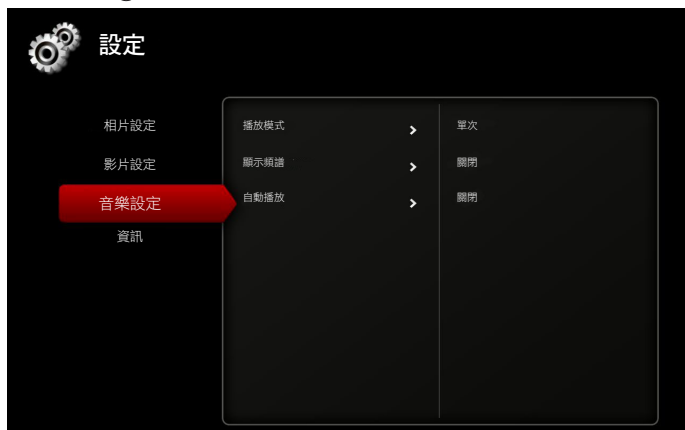 設定
相片設定
影片設定
音樂設定
資訊
播放模式 單次
顯示頻譜 關閉
自動播放 關閉